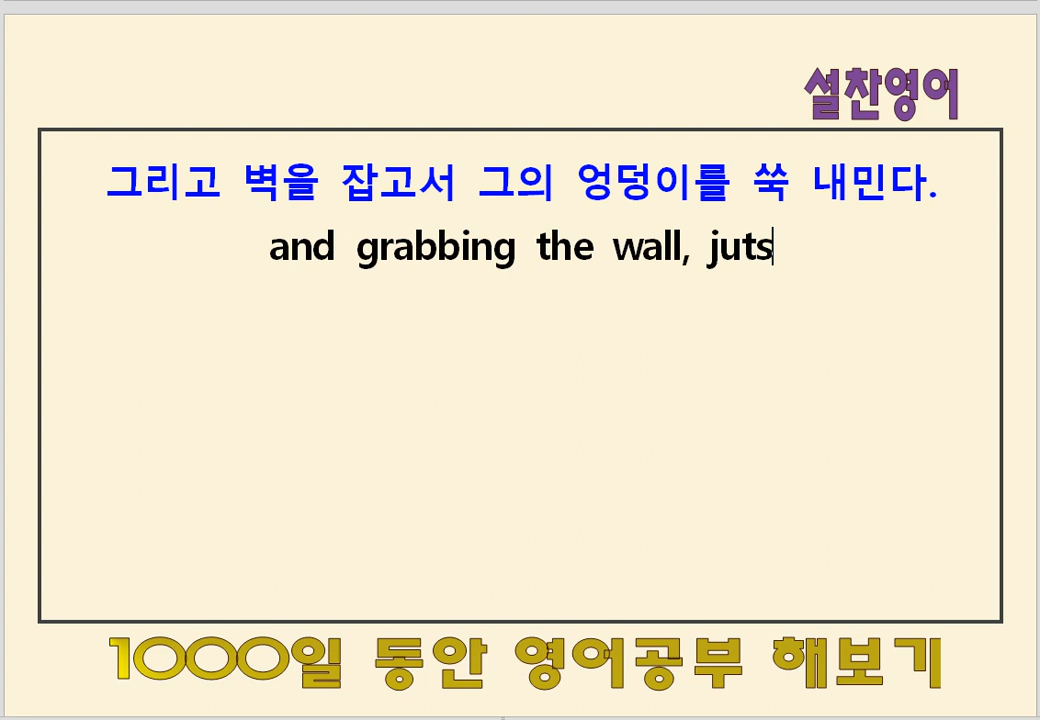 설찬영어
그리고 벽을 잡고서 그의 엉덩이를 쑥 내민다.
and grabbing the wall, juts
1000일 동안 영어공부 해보기